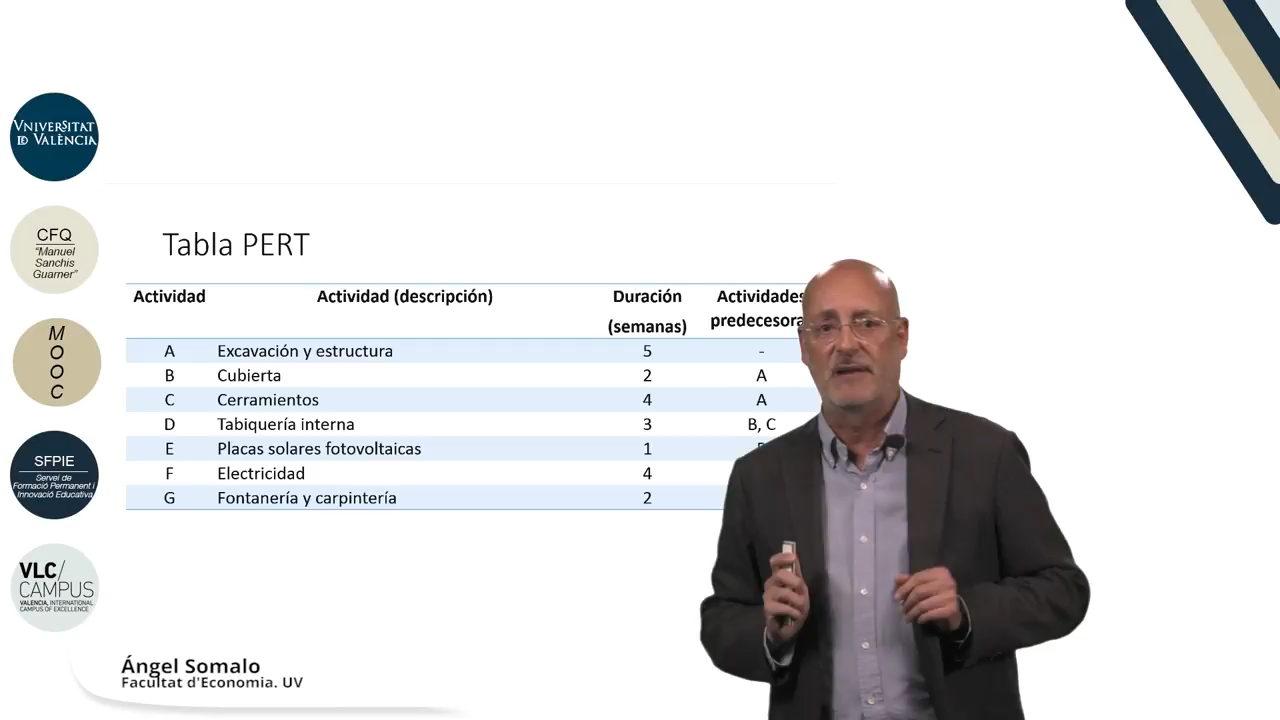 VNIVERSITAT
ID VALÈNCIA
CFQ
"Manuel
Sanchis
Guarner"
M
O
O
C
SFPIE
Servei de
Formació Permanent i
Innovació Educativa
VLC/
CAMPUS
VALENCIA, INTERNATIONAL
CAMPUS OF EXCELLENCE
Tabla PERT
Actividad Actividad (descripción) Duración (semanas) Actividades predecesora
A Excavación y estructura 5 -
B Cubierta 2 A
C Cerramientos 4 A
D Tabiquería interna 3 B, C
E Placas solares fotovoltaicas 1
F Electricidad 4
G Fontanería y carpintería 2
Ángel Somalo
Facultat d'Economia. UV